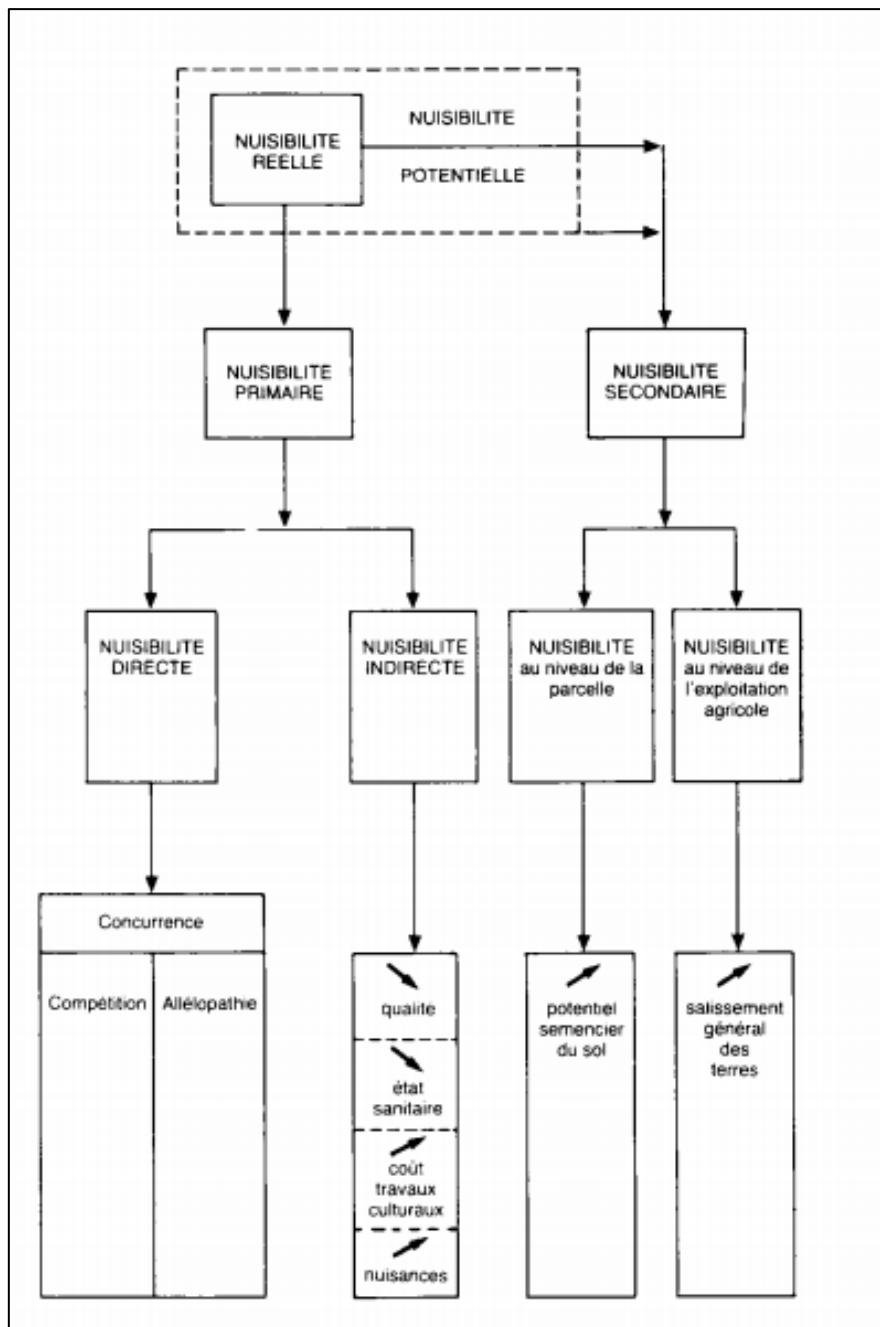 NUISIBILITE
REELLE
NUISIBILITE
POTENTIELLE
NUISIBILITE
PRIMAIRE
NUISIBILITE
SECONDAIRE
NUISIBILITE
DIRECTE
NUISIBILITE
INDIRECTE
NUISIBILITE
au niveau de la
parcelle
NUISIBILITE
au niveau de
l'exploitation
agricole
Concurrence
Compétition
Allélopathie
qualité
état
sanitaire
coût
travaux
culturaux
nuisances
potentiel
semencier
du sol
salissement
général
des
terres